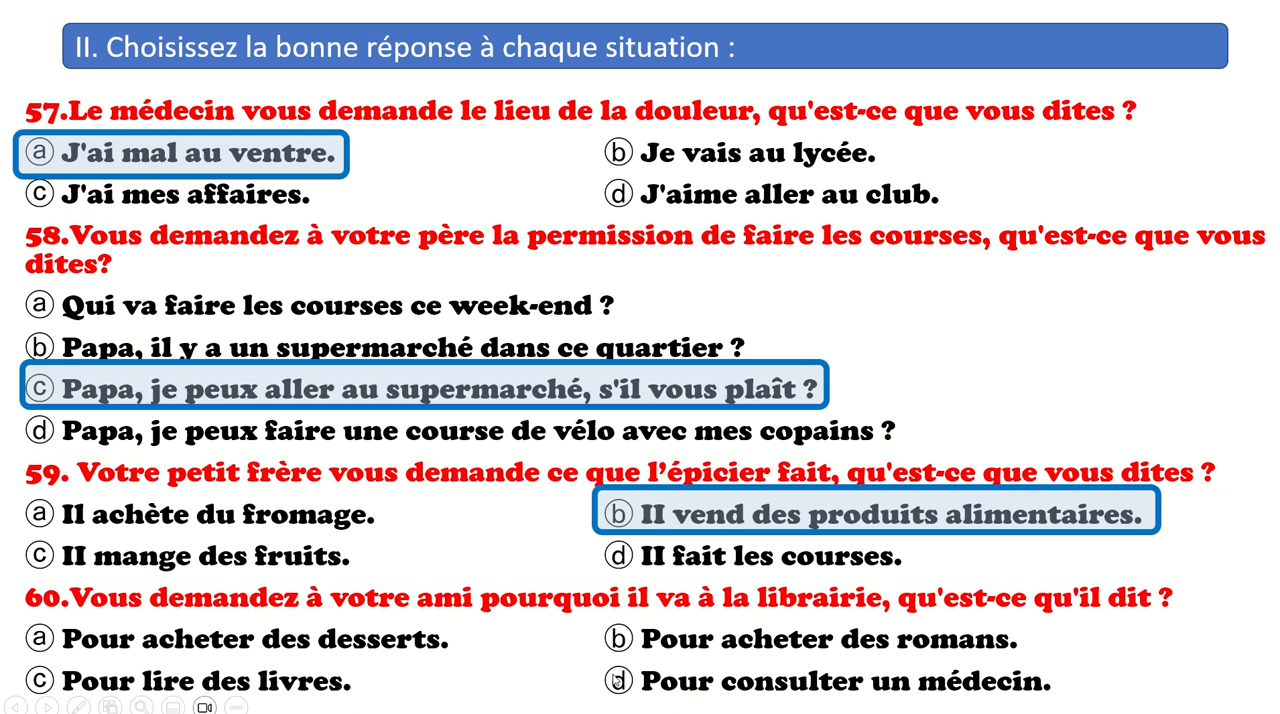 II. Choisissez la bonne réponse à chaque situation :
57.Le médecin vous demande le lieu de la douleur, qu'est-ce que vous dites ?
ⓐ J'ai mal au ventre. ⓑ Je vais au lycée.
ⓒ J'ai mes affaires. ⓓ J'aime aller au club.
58.Vous demandez à votre père la permission de faire les courses, qu'est-ce que vous
dites?
ⓐ Qui va faire les courses ce week-end ?
ⓑ Papa, il y a un supermarché dans ce quartier ?
ⓒ Papa, je peux aller au supermarché, s'il vous plaît ?
ⓓ Papa, je peux faire une course de vélo avec mes copains ?
59. Votre petit frère vous demande ce que l’épicier fait, qu'est-ce que vous dites ?
ⓐ Il achète du fromage. ⓑ II vend des produits alimentaires.
ⓒ II mange des fruits. ⓓ II fait les courses.
60.Vous demandez à votre ami pourquoi il va à la librairie, qu'est-ce qu'il dit ?
ⓐ Pour acheter des desserts. ⓑ Pour acheter des romans.
ⓒ Pour lire des livres. ⓓ Pour consulter un médecin.